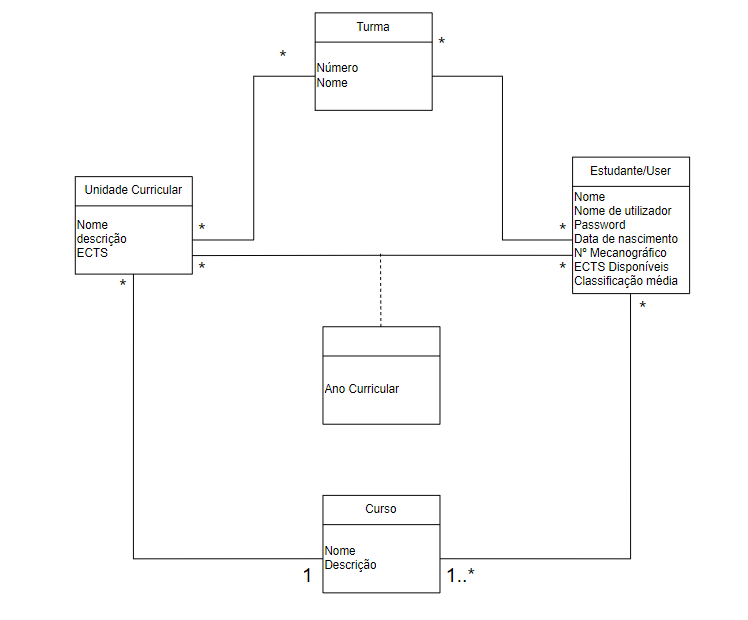 Turma
*
*
Número
Nome
Unidade Curricular
Nome
descrição
ECTS
*
*
*
Estudante/User
Nome
Nome de utilizador
Password
Data de nascimento
Nº Mecanográfico
ECTS Disponíveis
Classificação média
*
*
*
Ano Curricular
Curso
Nome
Descrição
1
1..*